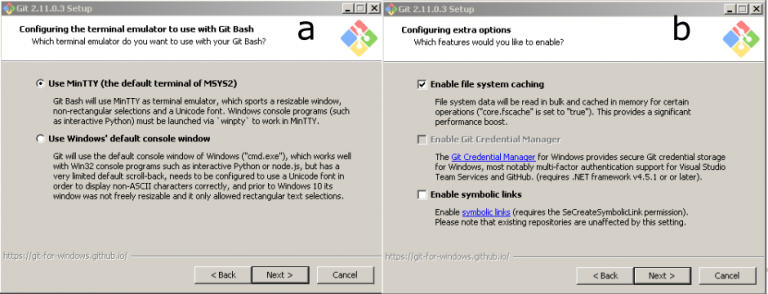 Git 2.11.0.3 Setup
Configuring the terminal emulator to use with Git Bash
Which terminal emulator do you want to use with your Git Bash?
a
Use MinTTY (the default terminal of MSYS2)
Git Bash will use MinTTY as terminal emulator, which sports a resizable window,
non-rectangular selections and a Unicode font. Windows console programs (such
as interactive Python) must be launched via `winpty` to work in MinTTY.
Use Windows' default console window
Git will use the default console window of Windows ("cmd.exe"), which works well
with Win32 console programs such as interactive Python or node.js, but has a
very limited default scroll-back, needs to be configured to use a Unicode font in
order to display non-ASCII characters correctly, and prior to Windows 10 its
window was not freely resizable and it only allowed rectangular text selections.
https://git-for-windows.github.io/
< Back
Next >
Cancel
Git 2.11.0.3 Setup
Configuring extra options
Which features would you like to enable?
b
Enable file system caching
File system data will be read in bulk and cached in memory for certain
operations ("core.fscache" is set to "true"). This provides a significant
performance boost.
Enable Git Credential Manager
The Git Credential Manager for Windows provides secure Git credential storage
for Windows, most notably multi-factor authentication support for Visual Studio
Team Services and GitHub. (requires .NET framework v4.5.1 or or later).
Enable symbolic links
Enable symbolic links (requires the SeCreateSymbolicLink permission).
Please note that existing repositories are unaffected by this setting.
https://git-for-windows.github.io/
< Back
Next >
Cancel